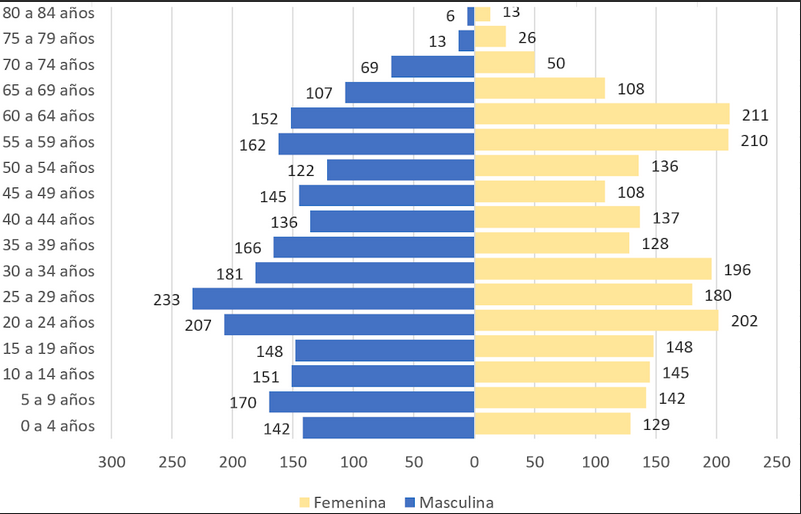 80 a 84 años 6 13
75 a 79 años 13 26
70 a 74 años 69 50
65 a 69 años 107 108
60 a 64 años 152 211
55 a 59 años 162 210
50 a 54 años 122 136
45 a 49 años 145 108
40 a 44 años 136 137
35 a 39 años 166 128
30 a 34 años 181 196
25 a 29 años 233 180
20 a 24 años 207 202
15 a 19 años 148 148
10 a 14 años 151 145
5 a 9 años 170 142
0 a 4 años 142 129
300 250 200 150 100 50 0 50 100 150 200 250
Femenina Masculina